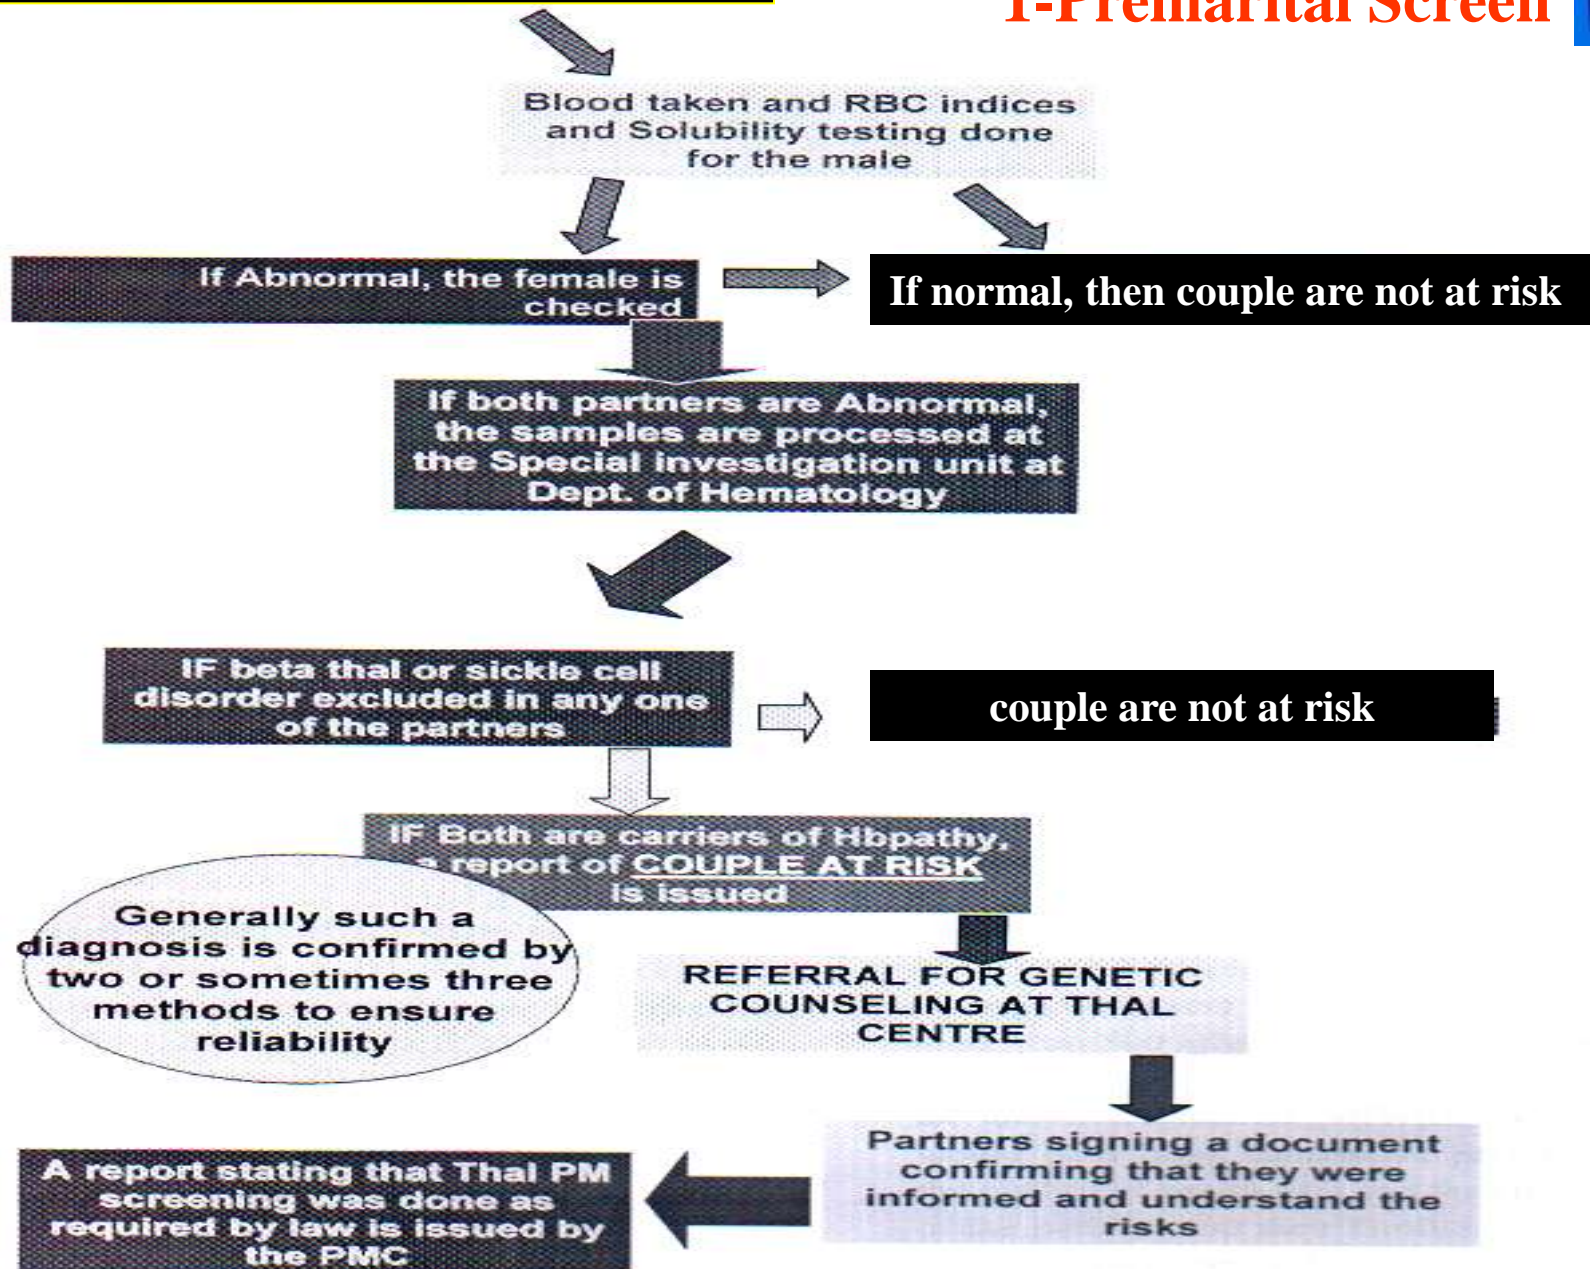 1-Premarital Screen
Blood taken and RBC indices
and Solubility testing done
for the male
If Abnormal, the female is
checked
If normal, then couple are not at risk
If both partners are Abnormal,
the samples are processed at
the Special investigation unit at
Dept. of Hematology
IF beta thal or sickle cell
disorder excluded in any one
of the partners
couple are not at risk
IF Both are carriers of Hbpathy,
a report of COUPLE AT RISK
is issued
Generally such a
diagnosis is confirmed by
two or sometimes three
methods to ensure
reliability
REFERRAL FOR GENETIC
COUNSELING AT THAL
CENTRE
Partners signing a document
confirming that they were
informed and understand the
risks
A report stating that Thal PM
screening was done as
required by law is issued by
the PMC